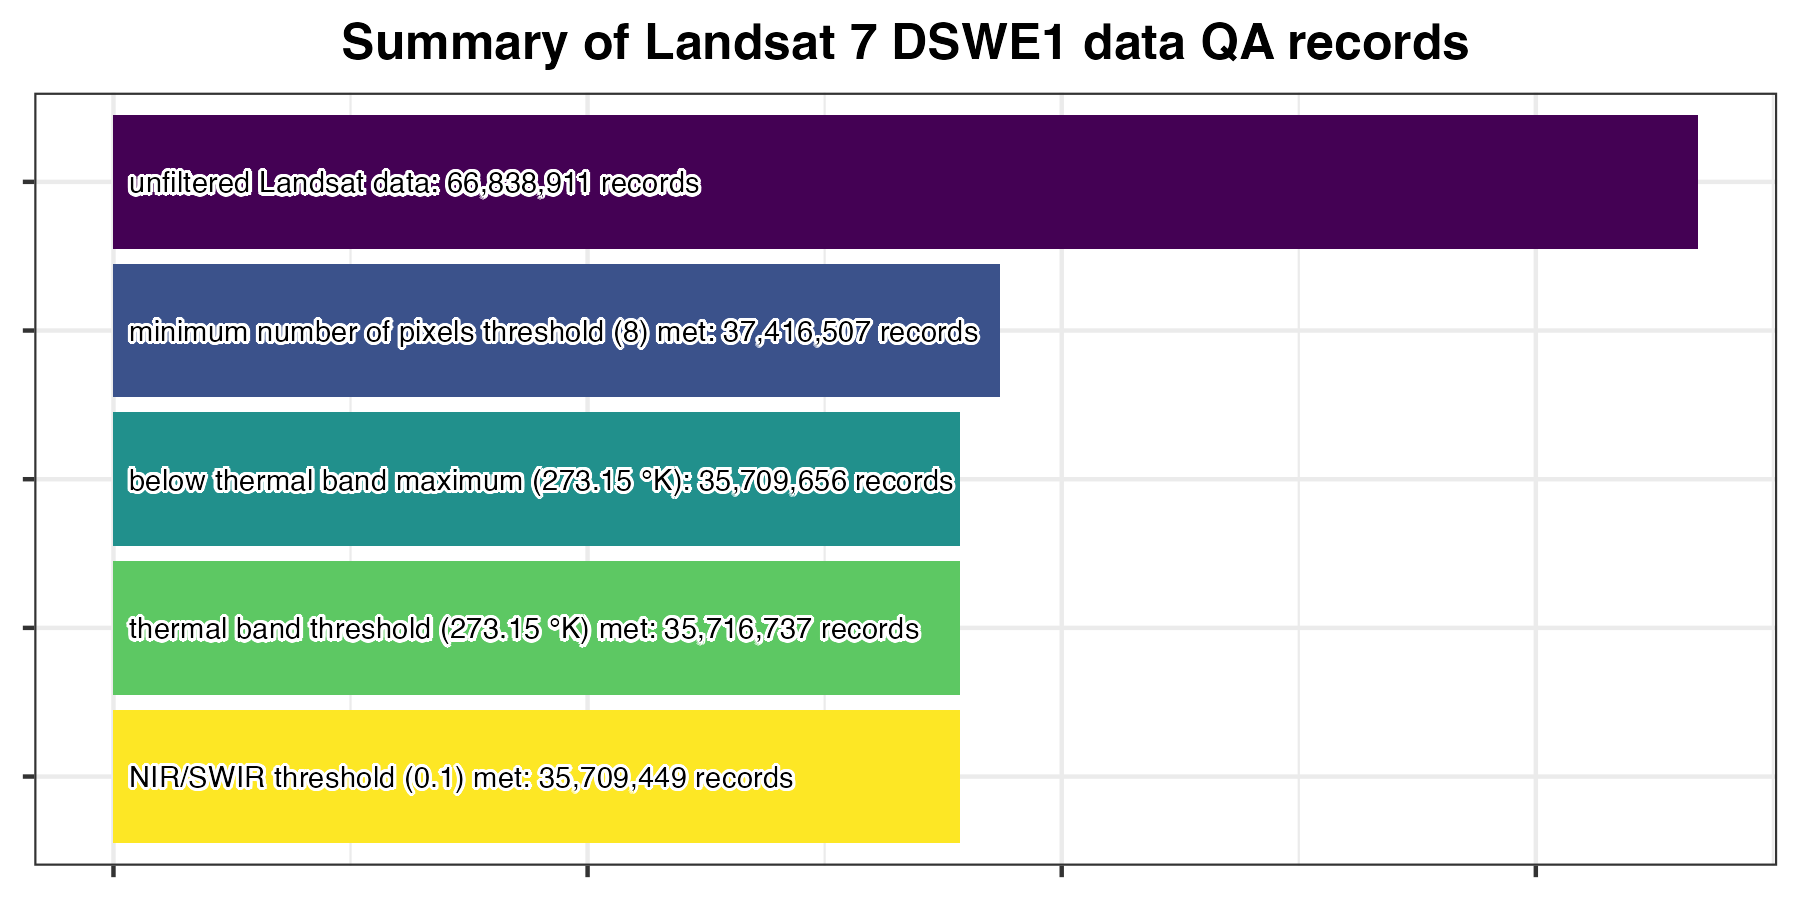 Summary of Landsat 7 DSWE1 data QA records
unfiltered Landsat data: 66,838,911 records
minimum number of pixels threshold (8) met: 37,416,507 records
below thermal band maximum (273.15 °K): 35,709,656 records
thermal band threshold (273.15 °K) met: 35,716,737 records
NIR/SWIR threshold (0.1) met: 35,709,449 records